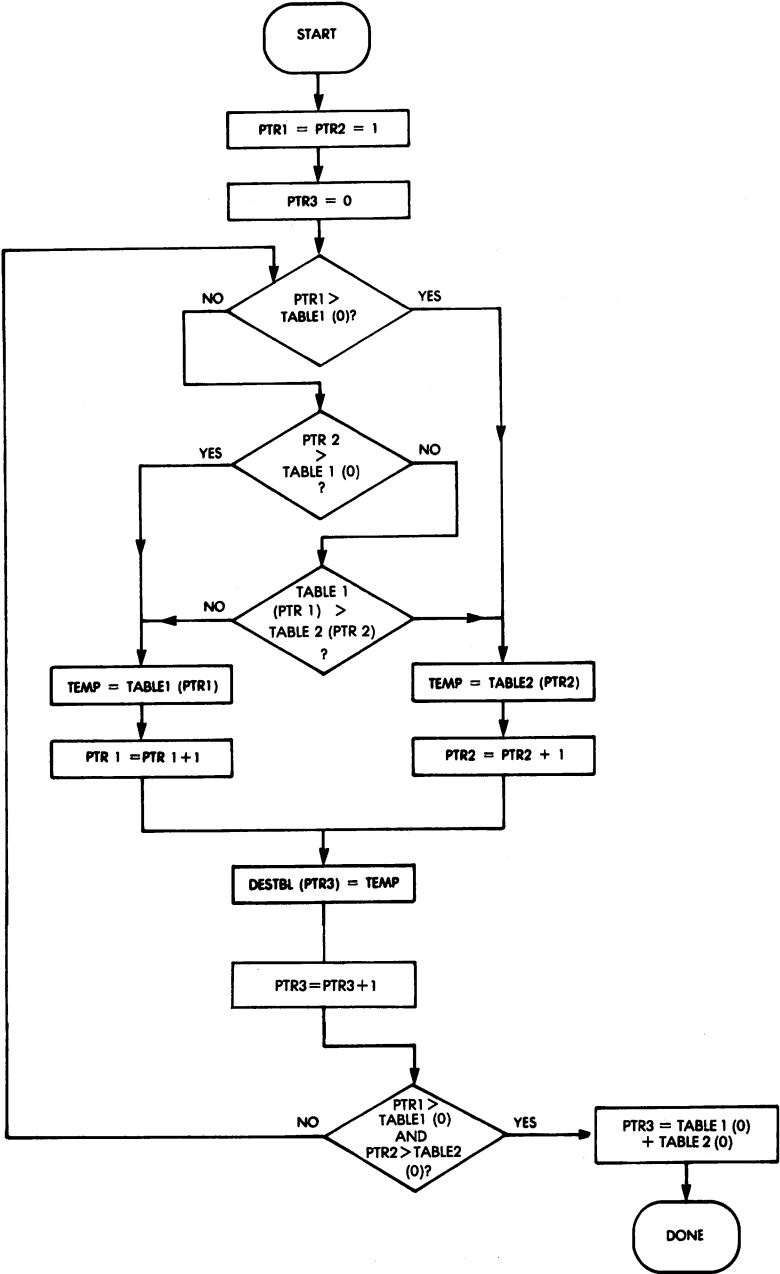 START
PTR1 = PTR2 = 1
PTR3 = 0
NO
PTR1 >
TABLE1 (0)?
YES
YES
PTR 2
>
TABLE 1 (0)
?
NO
NO
TABLE 1
(PTR 1) >
TABLE 2 (PTR 2)
?
TEMP = TABLE1 (PTR1)
TEMP = TABLE2 (PTR2)
PTR 1 =PTR 1+1
PTR2 = PTR2 + 1
DESTBL (PTR3) = TEMP
PTR3=PTR3+1
NO
PTR1 >
TABLE1 (0)
AND
PTR2 > TABLE2
(0)?
YES
PTR3 = TABLE 1 (0)
+ TABLE 2 (0)
DONE